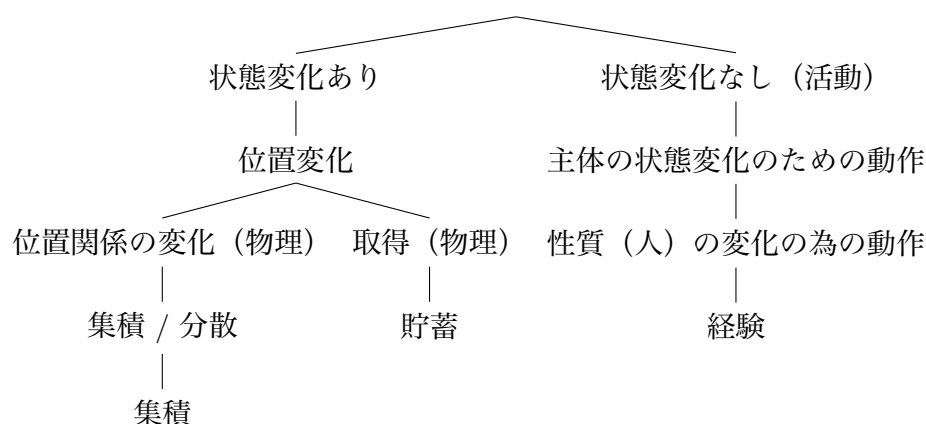 状態変化あり 状態変化なし（活動）
位置変化 主体の状態変化のための動作
位置関係の変化（物理） 取得（物理） 性質（人）の変化の為の動作
集積 / 分散 貯蓄 経験
集積